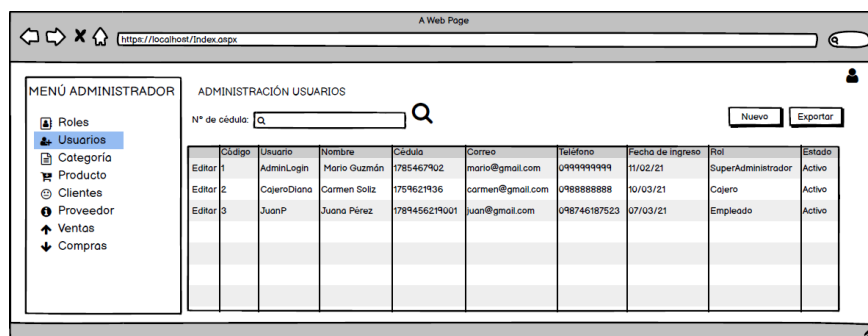 A Web Page
https://localhost/Index.aspx
MENÚ ADMINISTRADOR
Roles
Usuarios
Categoría
Producto
Clientes
Proveedor
Ventas
Compras
ADMINISTRACIÓN USUARIOS
N° de cédula:
Nuevo Exportar
Código Usuario Nombre Cédula Correo Teléfono Fecha de ingreso Rol Estado
Editar 1 AdminLogin Mario Guzmán 1785467902 mario@gmail.com 0999999999 11/02/21 SuperAdministrador Activo
Editar 2 CajeroDiana Carmen Soliz 1759621936 carmen@gmail.com 0988888888 10/03/21 Cajero Activo
Editar 3 JuanP Juana Pérez 1789456219001 juan@gmail.com 098746187523 07/03/21 Empleado Activo